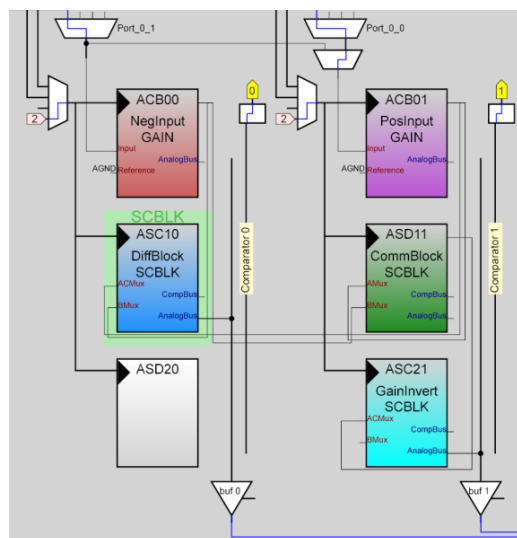 Port_0_1
Port_0_0
0
1
2
ACB00
NegInput
GAIN
Input
AnalogBus
AGND
Reference
2
ACB01
PosInput
GAIN
Input
AnalogBus
AGND
Reference
SCBLK
ASC10
DiffBlock
SCBLK
ACMux
CompBus
BMux
AnalogBus
Comparator 0
ASD11
CommBlock
SCBLK
AMux
CompBus
BMux
AnalogBus
Comparator 1
ASD20
ASC21
GainInvert
SCBLK
ACMux
CompBus
BMux
AnalogBus
buf 0
buf 1